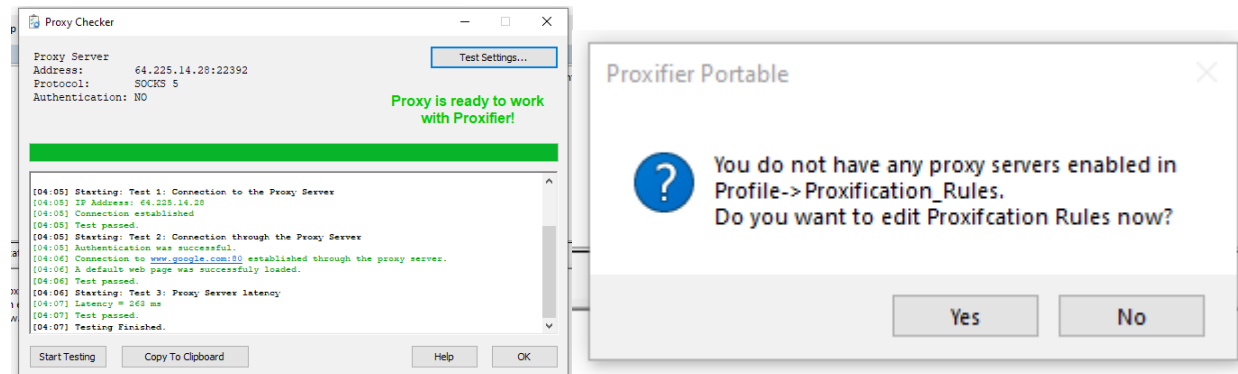 Proxy Checker
Proxy Server
Address: 64.225.14.28:22392
Protocol: SOCKS 5
Authentication: NO
Test Settings...
Proxy is ready to work
with Proxifier!
[04:05] Starting: Test 1: Connection to the Proxy Server
[04:05] IP Address: 64.225.14.28
[04:05] Connection established
[04:05] Test passed.
[04:05] Starting: Test 2: Connection through the Proxy Server
[04:05] Authentication was successful.
[04:06] Connection to www.google.com:80 established through the proxy server.
[04:06] A default web page was successfuly loaded.
[04:06] Test passed.
[04:06] Starting: Test 3: Proxy Server latency
[04:07] Latency = 263 ms
[04:07] Test passed.
[04:07] Testing Finished.
Start Testing
Copy To Clipboard
Help
OK
Proxifier Portable
You do not have any proxy servers enabled in
Profile->Proxification_Rules.
Do you want to edit Proxifcation Rules now?
Yes
No